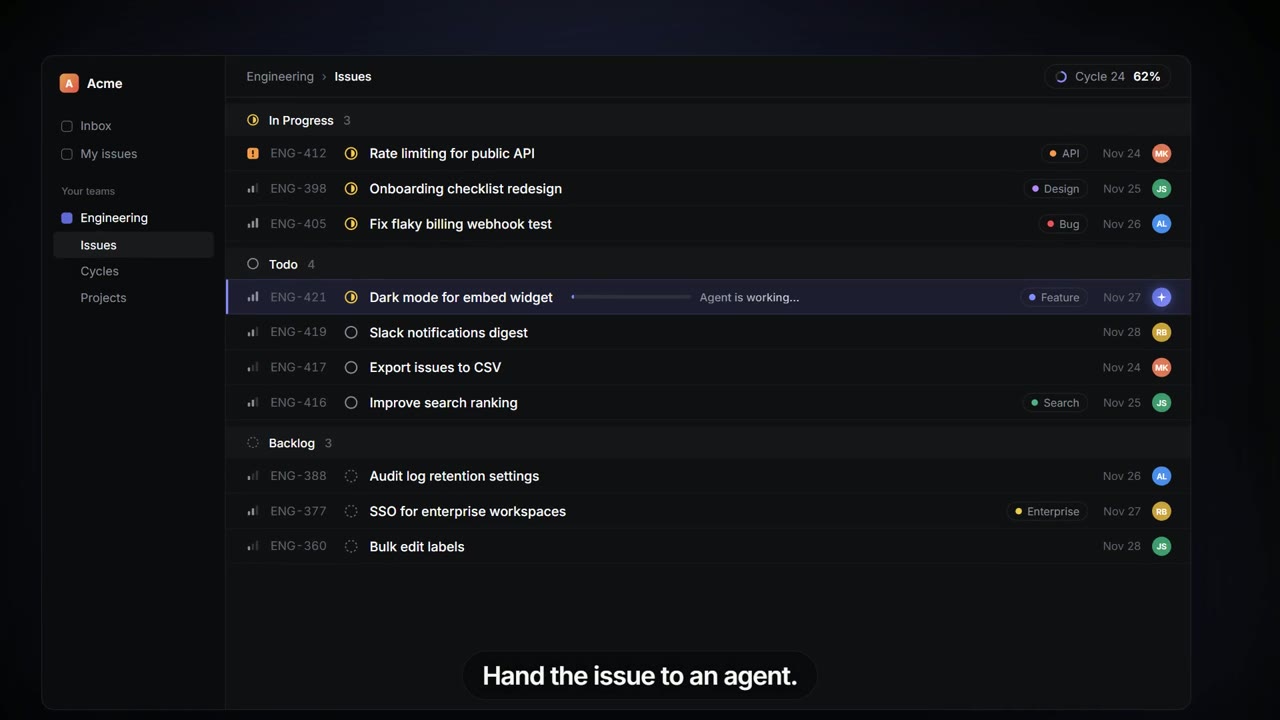 A Acme
Inbox
My issues
Your teams
Engineering
Issues
Cycles
Projects
Engineering › Issues
Cycle 24 62%
In Progress 3
ENG-412 Rate limiting for public API API Nov 24 MK
ENG-398 Onboarding checklist redesign Design Nov 25 JS
ENG-405 Fix flaky billing webhook test Bug Nov 26 AL
Todo 4
ENG-421 Dark mode for embed widget Agent is working... Feature Nov 27
ENG-419 Slack notifications digest Nov 28 RB
ENG-417 Export issues to CSV Nov 24 MK
ENG-416 Improve search ranking Search Nov 25 JS
Backlog 3
ENG-388 Audit log retention settings Nov 26 AL
ENG-377 SSO for enterprise workspaces Enterprise Nov 27 RB
ENG-360 Bulk edit labels Nov 28 JS
Hand the issue to an agent.